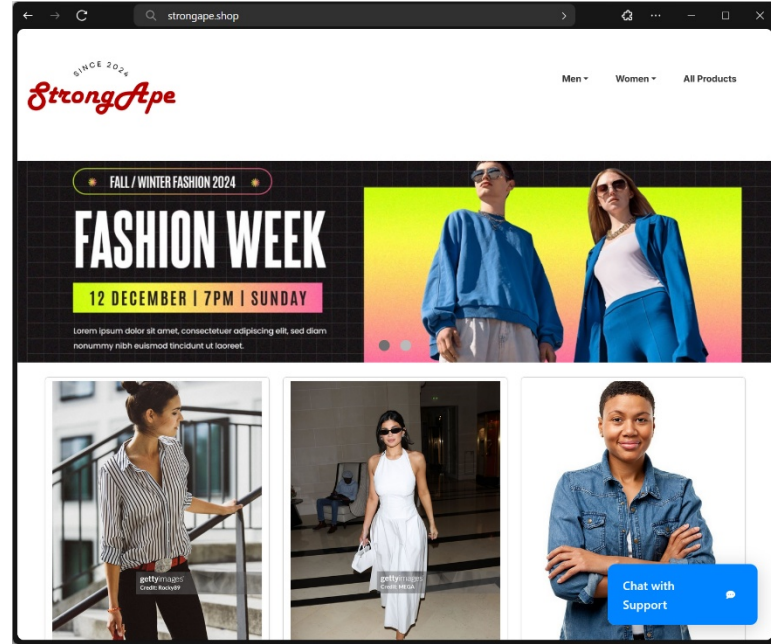 strongape.shop
SINCE 2024
StrongApe
Men
Women
All Products
FALL / WINTER FASHION 2024
FASHION WEEK
12 DECEMBER | 7PM | SUNDAY
Lorem ipsum dolor sit amet, consectetuer adipiscing elit, sed diam
nonummy nibh euismod tincidunt ut laoreet.
gettyimages
Credit: Rocky89
gettyimages
Credit: MEGA
Chat with
Support